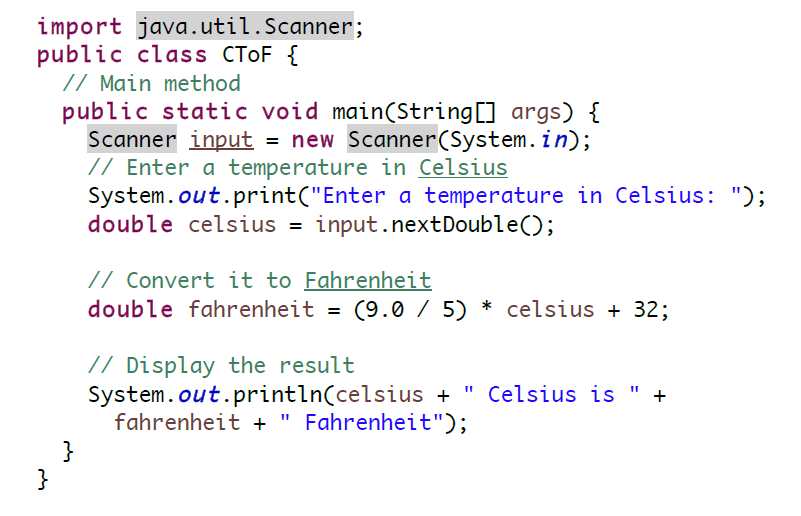 import java.util.Scanner;
public class CToF {
  // Main method
  public static void main(String[] args) {
    Scanner input = new Scanner(System.in);
    // Enter a temperature in Celsius
    System.out.print("Enter a temperature in Celsius: ");
    double celsius = input.nextDouble();

    // Convert it to Fahrenheit
    double fahrenheit = (9.0 / 5) * celsius + 32;

    // Display the result
    System.out.println(celsius + " Celsius is " +
      fahrenheit + " Fahrenheit");
  }
}